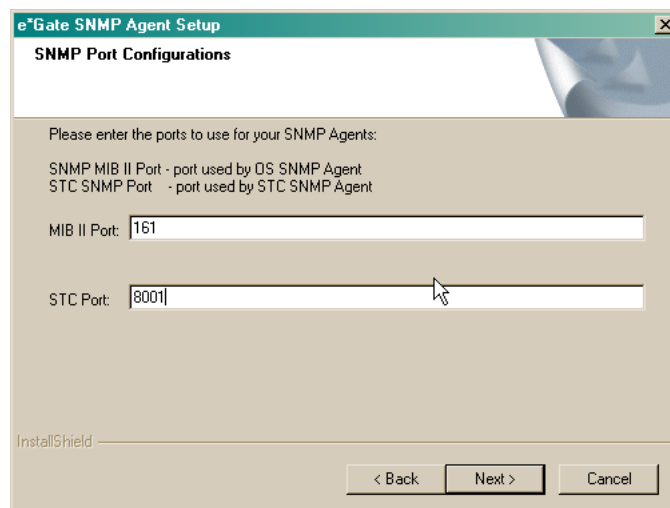 e*Gate SNMP Agent Setup
SNMP Port Configurations
Please enter the ports to use for your SNMP Agents:
SNMP MIB II Port - port used by OS SNMP Agent
STC SNMP Port - port used by STC SNMP Agent
MIB II Port: 161
STC Port: 8001
InstallShield
< Back Next > Cancel